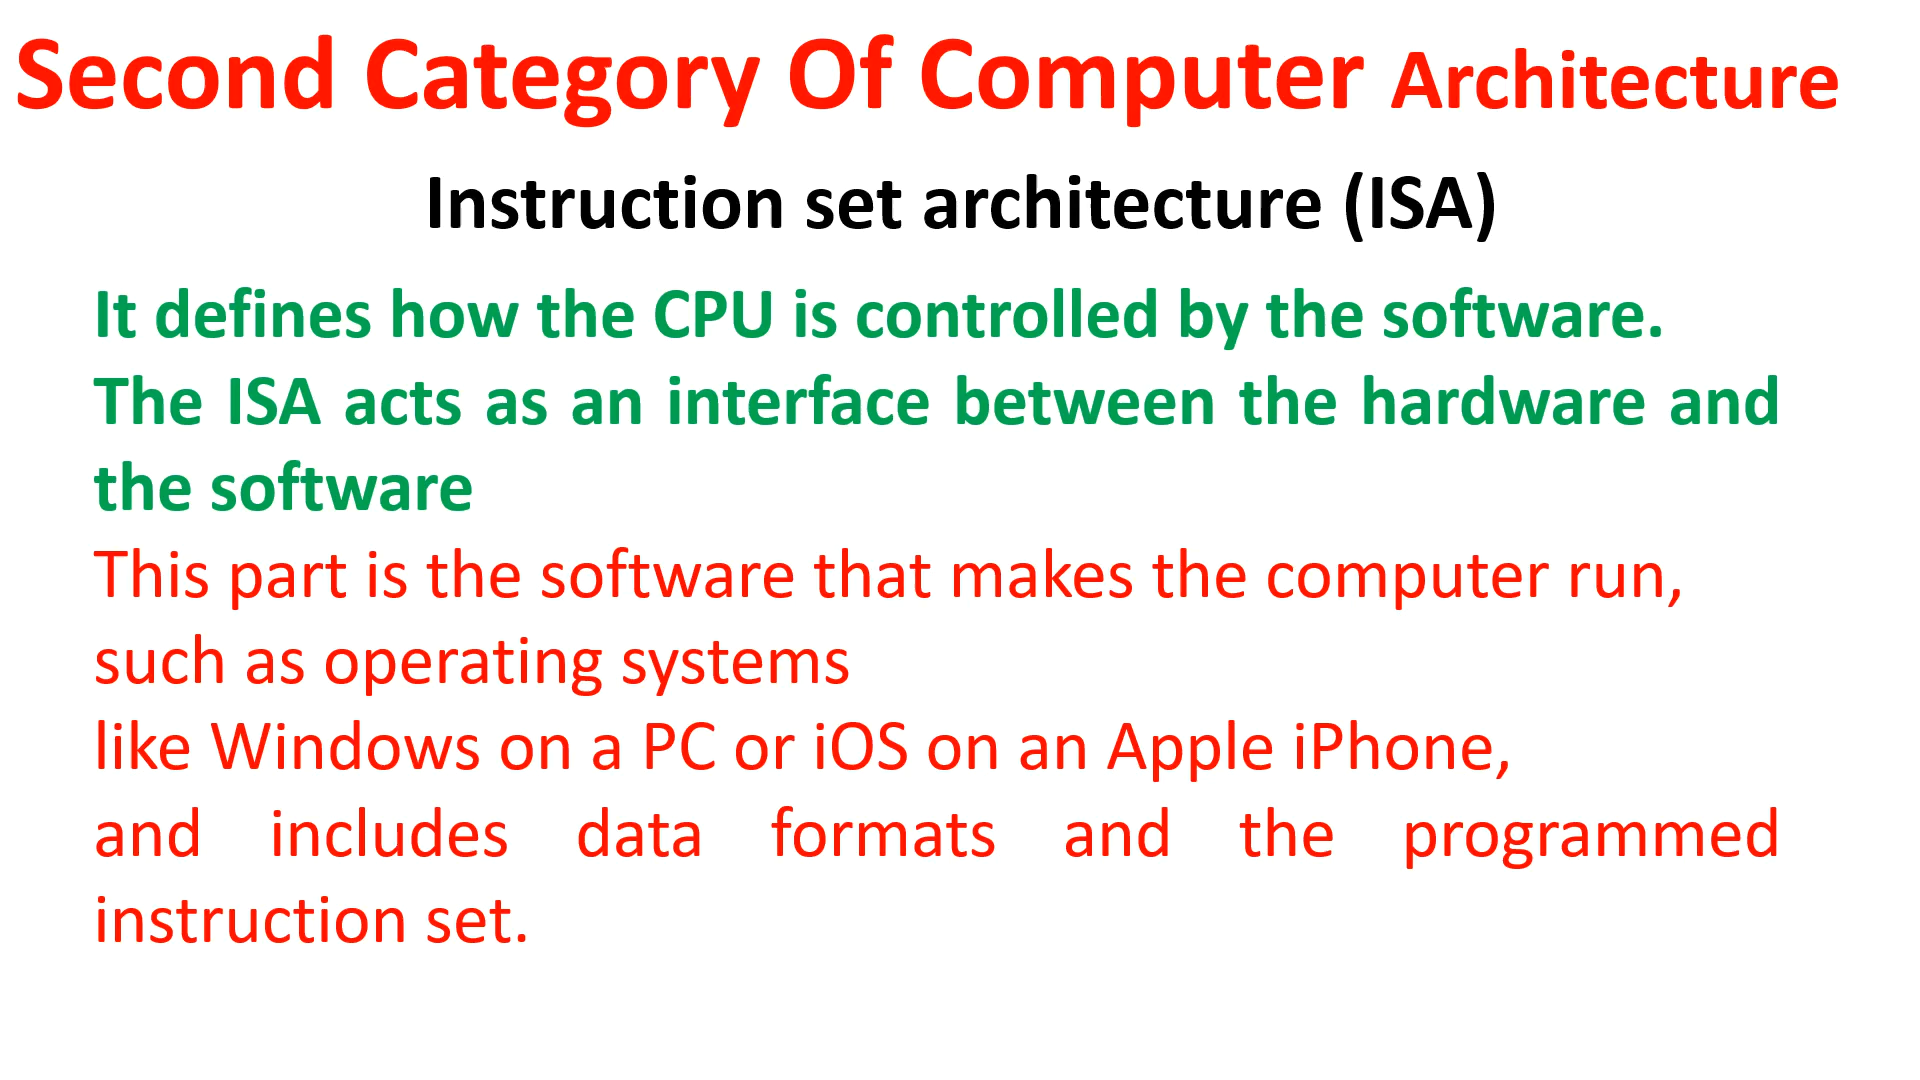 Second Category Of Computer Architecture
Instruction set architecture (ISA)
It defines how the CPU is controlled by the software.
The ISA acts as an interface between the hardware and
the software
This part is the software that makes the computer run,
such as operating systems
like Windows on a PC or iOS on an Apple iPhone,
and includes data formats and the programmed
instruction set.